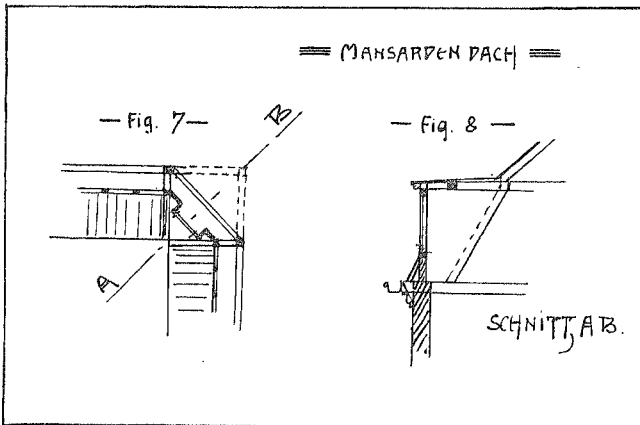 MANSARDEN DACH
— Fig. 7 —
— Fig. 8 —
B
A
SCHNITT, A B.